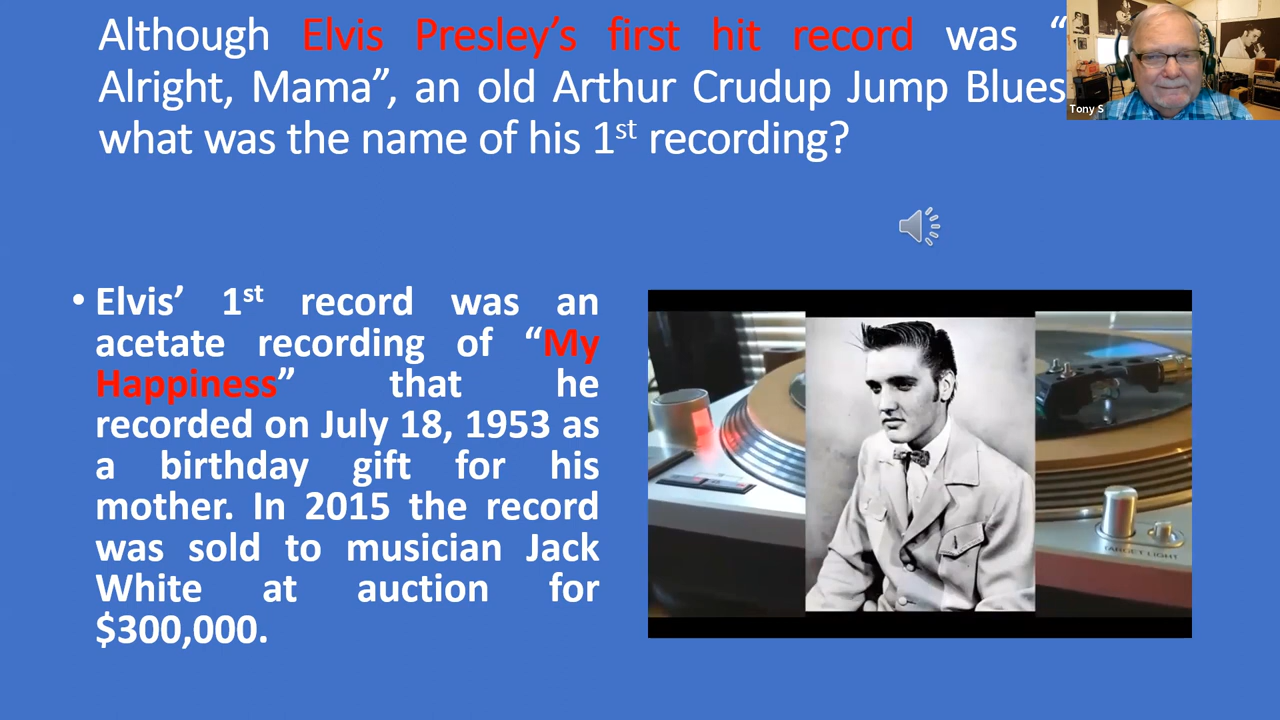 Although Elvis Presley’s first hit record was “
Alright, Mama”, an old Arthur Crudup Jump Blues
what was the name of his 1st recording?
Tony S
• Elvis’ 1st record was an
acetate recording of “My
Happiness” that he
recorded on July 18, 1953 as
a birthday gift for his
mother. In 2015 the record
was sold to musician Jack
White at auction for
$300,000.
TARGET LIGHT